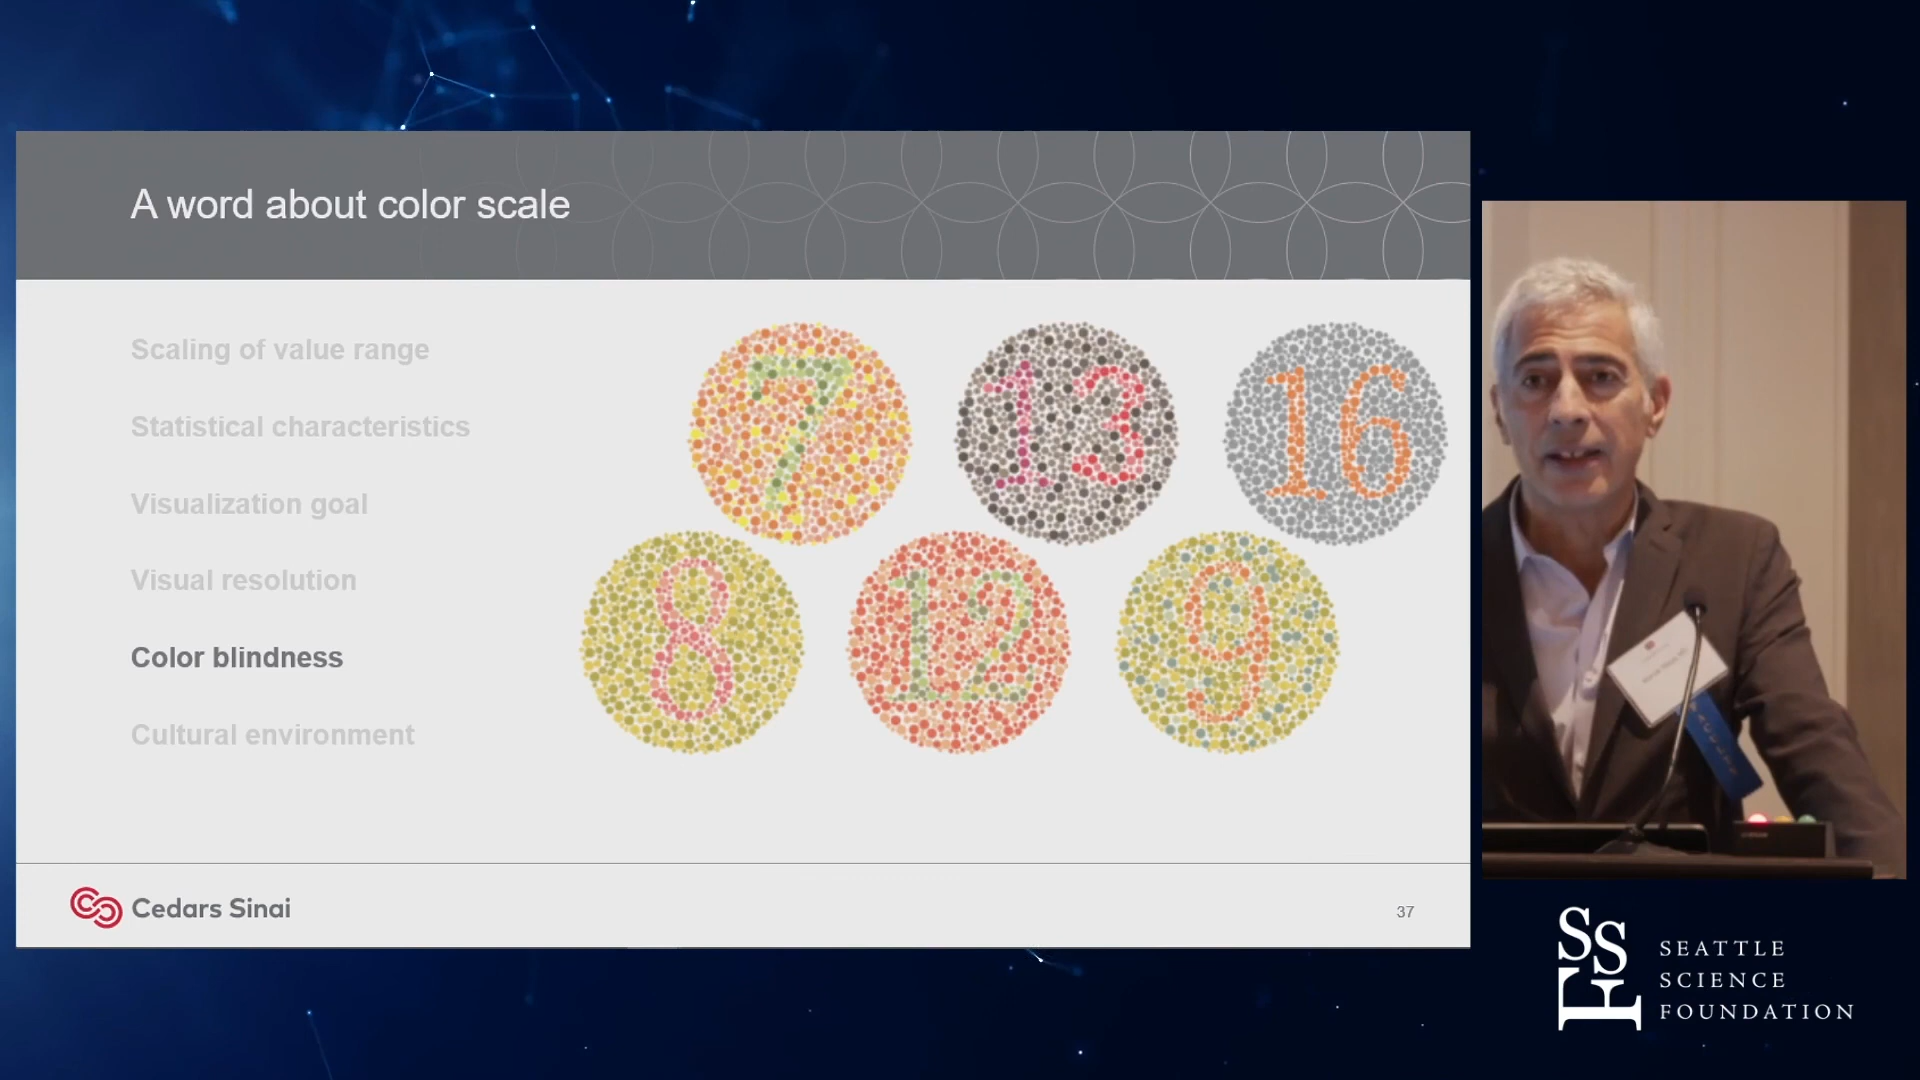 A word about color scale
Scaling of value range
Statistical characteristics
Visualization goal
Visual resolution
Color blindness
Cultural environment
7
13
16
8
12
9
Cedars Sinai
37
SSF
SEATTLE
SCIENCE
FOUNDATION